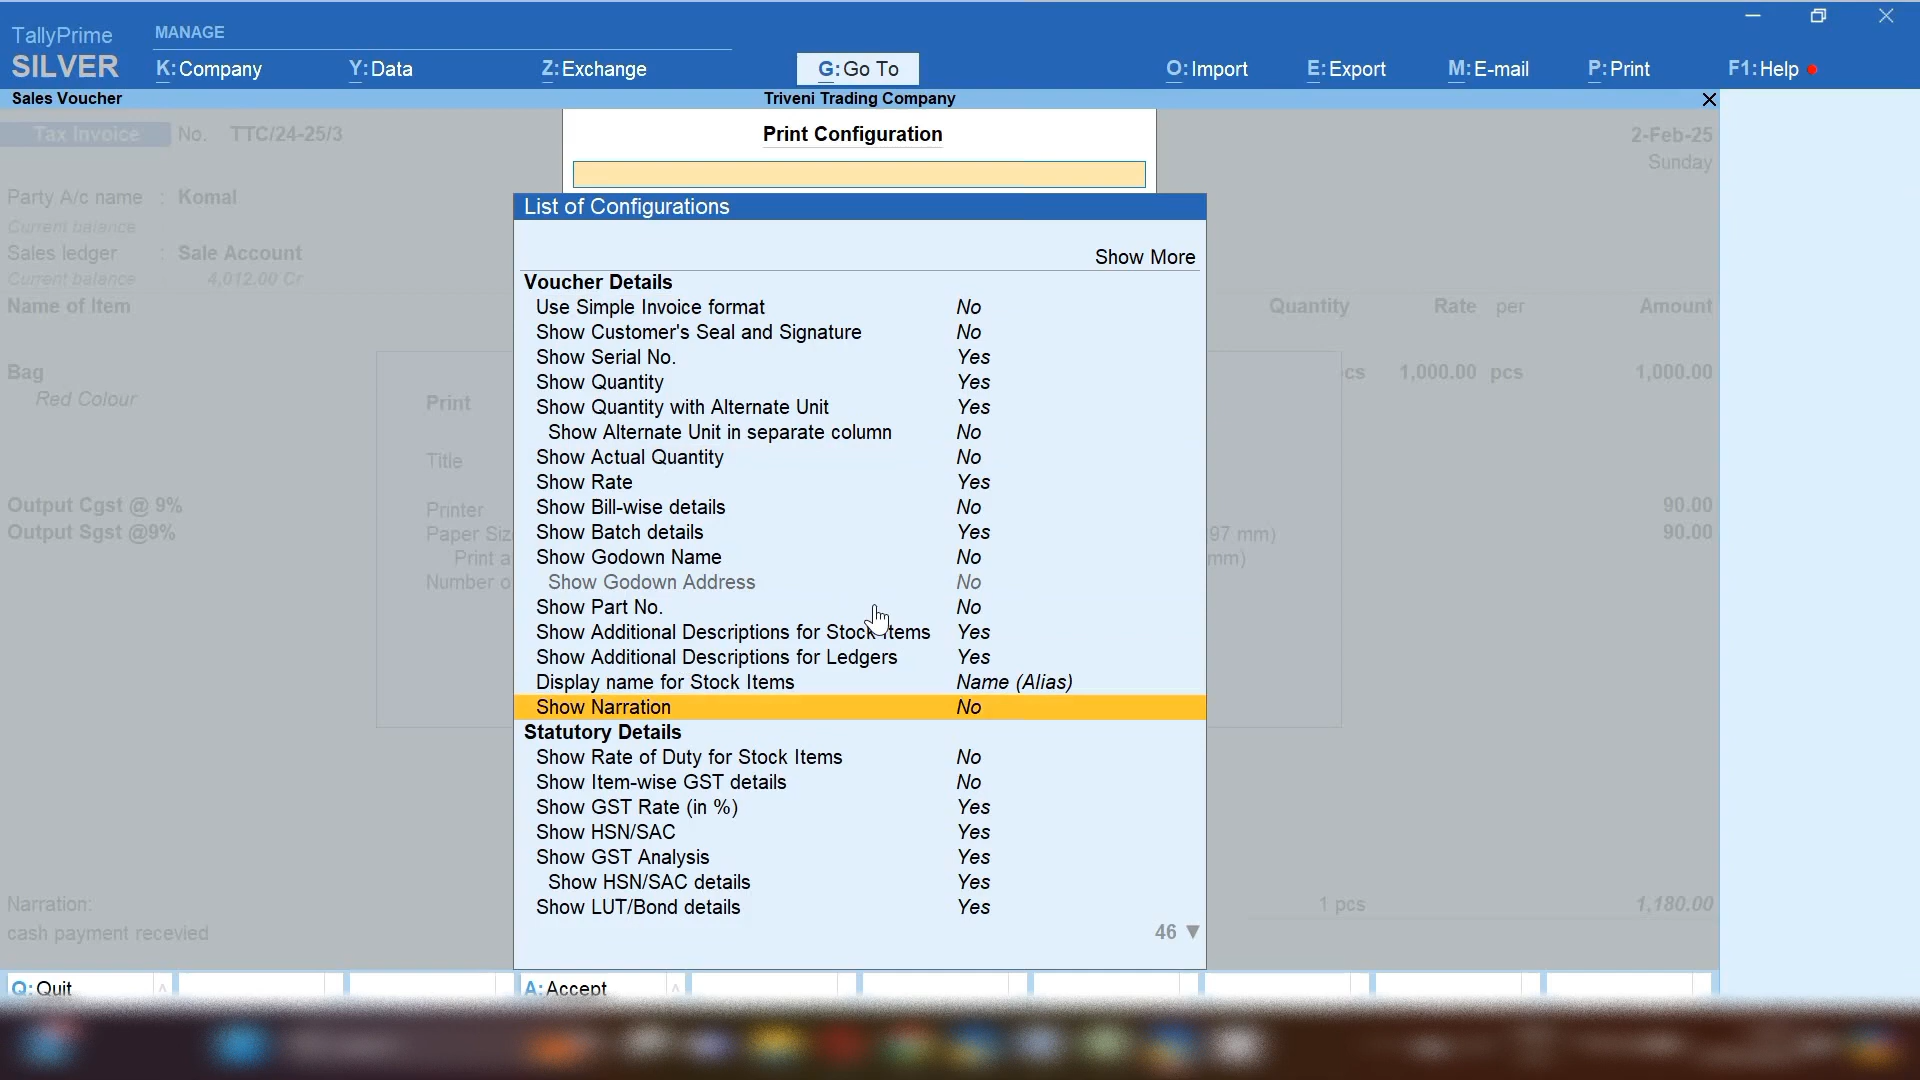 TallyPrime
SILVER
MANAGE
K:Company
Y:Data
Z:Exchange
G:Go To
O:Import
E:Export
M:E-mail
P:Print
F1:Help
Sales Voucher
Triveni Trading Company
Tax Invoice No. TTC/24-25/3
2-Feb-25
Sunday
Party A/c name : Komal
Current balance
Sales ledger : Sale Account
Current balance 4,012.00 Cr
Name of Item Quantity Rate per Amount
Bag cs 1,000.00 pcs 1,000.00
Red Colour
Output Cgst @ 9% 90.00
Output Sgst @9% 90.00
Narration: 1 pcs 1,180.00
cash payment recevied
Print
Title
Printer
Paper Siz 97 mm)
Print a mm)
Number o
Print Configuration
List of Configurations
Show More
Voucher Details
Use Simple Invoice format No
Show Customer's Seal and Signature No
Show Serial No. Yes
Show Quantity Yes
Show Quantity with Alternate Unit Yes
Show Alternate Unit in separate column No
Show Actual Quantity No
Show Rate Yes
Show Bill-wise details No
Show Batch details Yes
Show Godown Name No
Show Godown Address No
Show Part No. No
Show Additional Descriptions for Stock Items Yes
Show Additional Descriptions for Ledgers Yes
Display name for Stock Items Name (Alias)
Show Narration No
Statutory Details
Show Rate of Duty for Stock Items No
Show Item-wise GST details No
Show GST Rate (in %) Yes
Show HSN/SAC Yes
Show GST Analysis Yes
Show HSN/SAC details Yes
Show LUT/Bond details Yes
46 ▼
Q:Quit
A:Accept